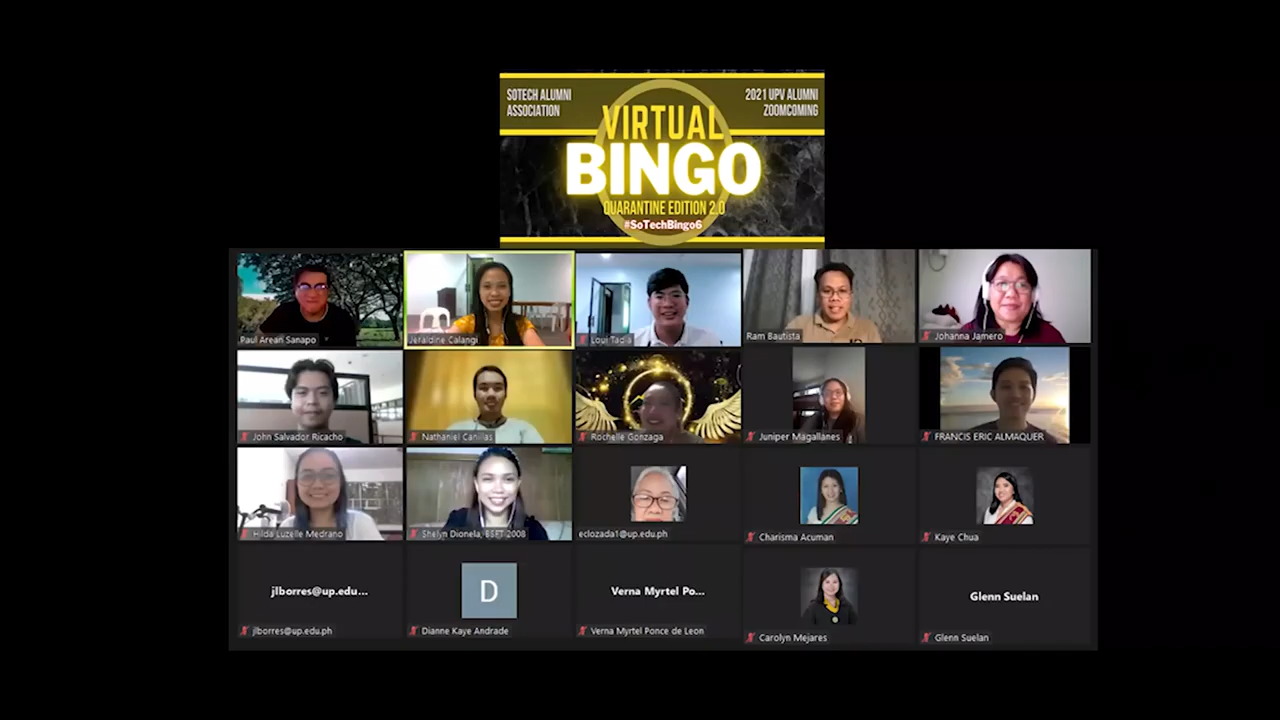 SOTECH ALUMNI
ASSOCIATION
2021 UPV ALUMNI
ZOOMCOMING
VIRTUAL
BINGO
QUARANTINE EDITION 2.0
#SoTechBingo6
Paul Arean Sanapo
Jeraldine Calangi
Loui Tadia
Ram Bautista
Johanna Jamero
John Salvador Ricacho
Nathaniel Canillas
Rochelle Gonzaga
Juniper Magallanes
FRANCIS ERIC ALMAQUER
Hilda Luzelle Medrano
Shelyn Dionela, BSFT 2008
eclozada1@up.edu.ph
Charisma Acuman
Kaye Chua
jlborres@up.edu...
D
Verna Myrtel Po...
Glenn Suelan
jlborres@up.edu.ph
Dianne Kaye Andrade
Verna Myrtel Ponce de Leon
Carolyn Mejares
Glenn Suelan